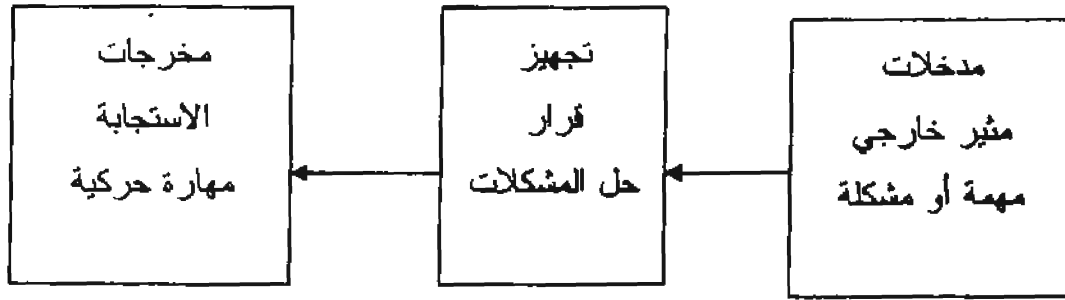 مدخلات
مثير خارجي
مهمة أو مشكلة
تجهيز
قرار
حل المشكلات
مخرجات
الاستجابة
مهارة حركية